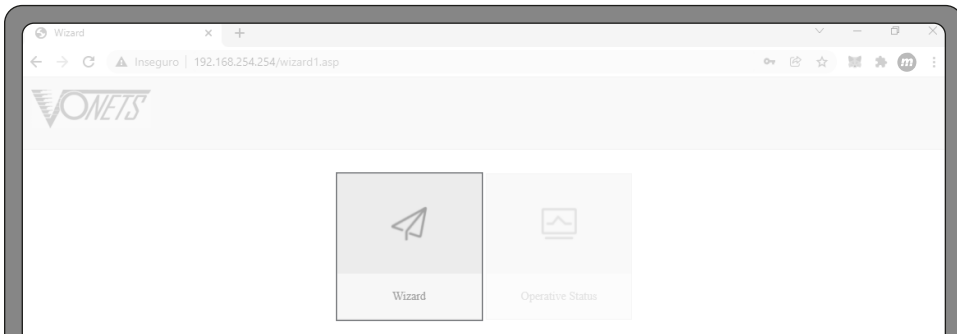 Wizard
Inseguro 192.168.254.254/wizard1.asp
m
VONETS
Wizard
Operative Status